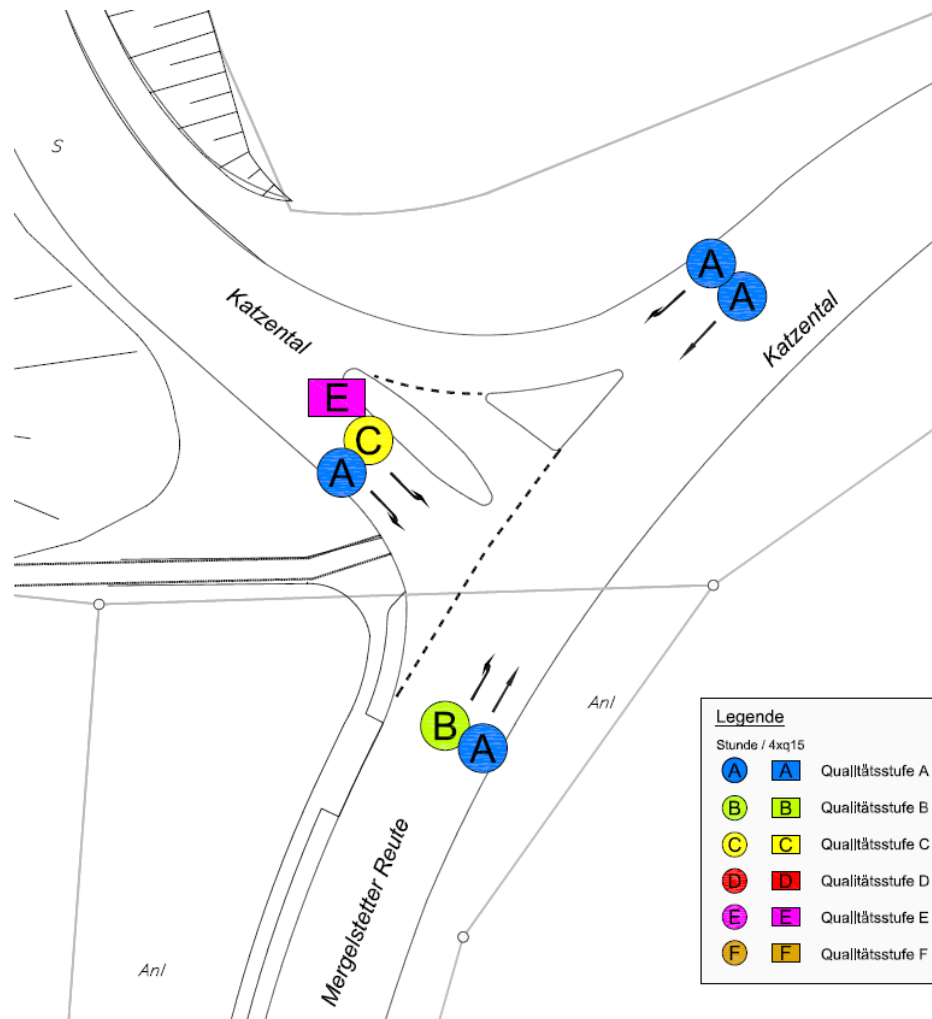 S
A
A
Katzental
Katzental
E
C
A
Anl
B
A
Mergelstetter Reute
Anl
Legende
Stunde / 4xq15
A A Qualitätsstufe A
B B Qualitätsstufe B
C C Qualitätsstufe C
D D Qualitätsstufe D
E E Qualitätsstufe E
F F Qualitätsstufe F